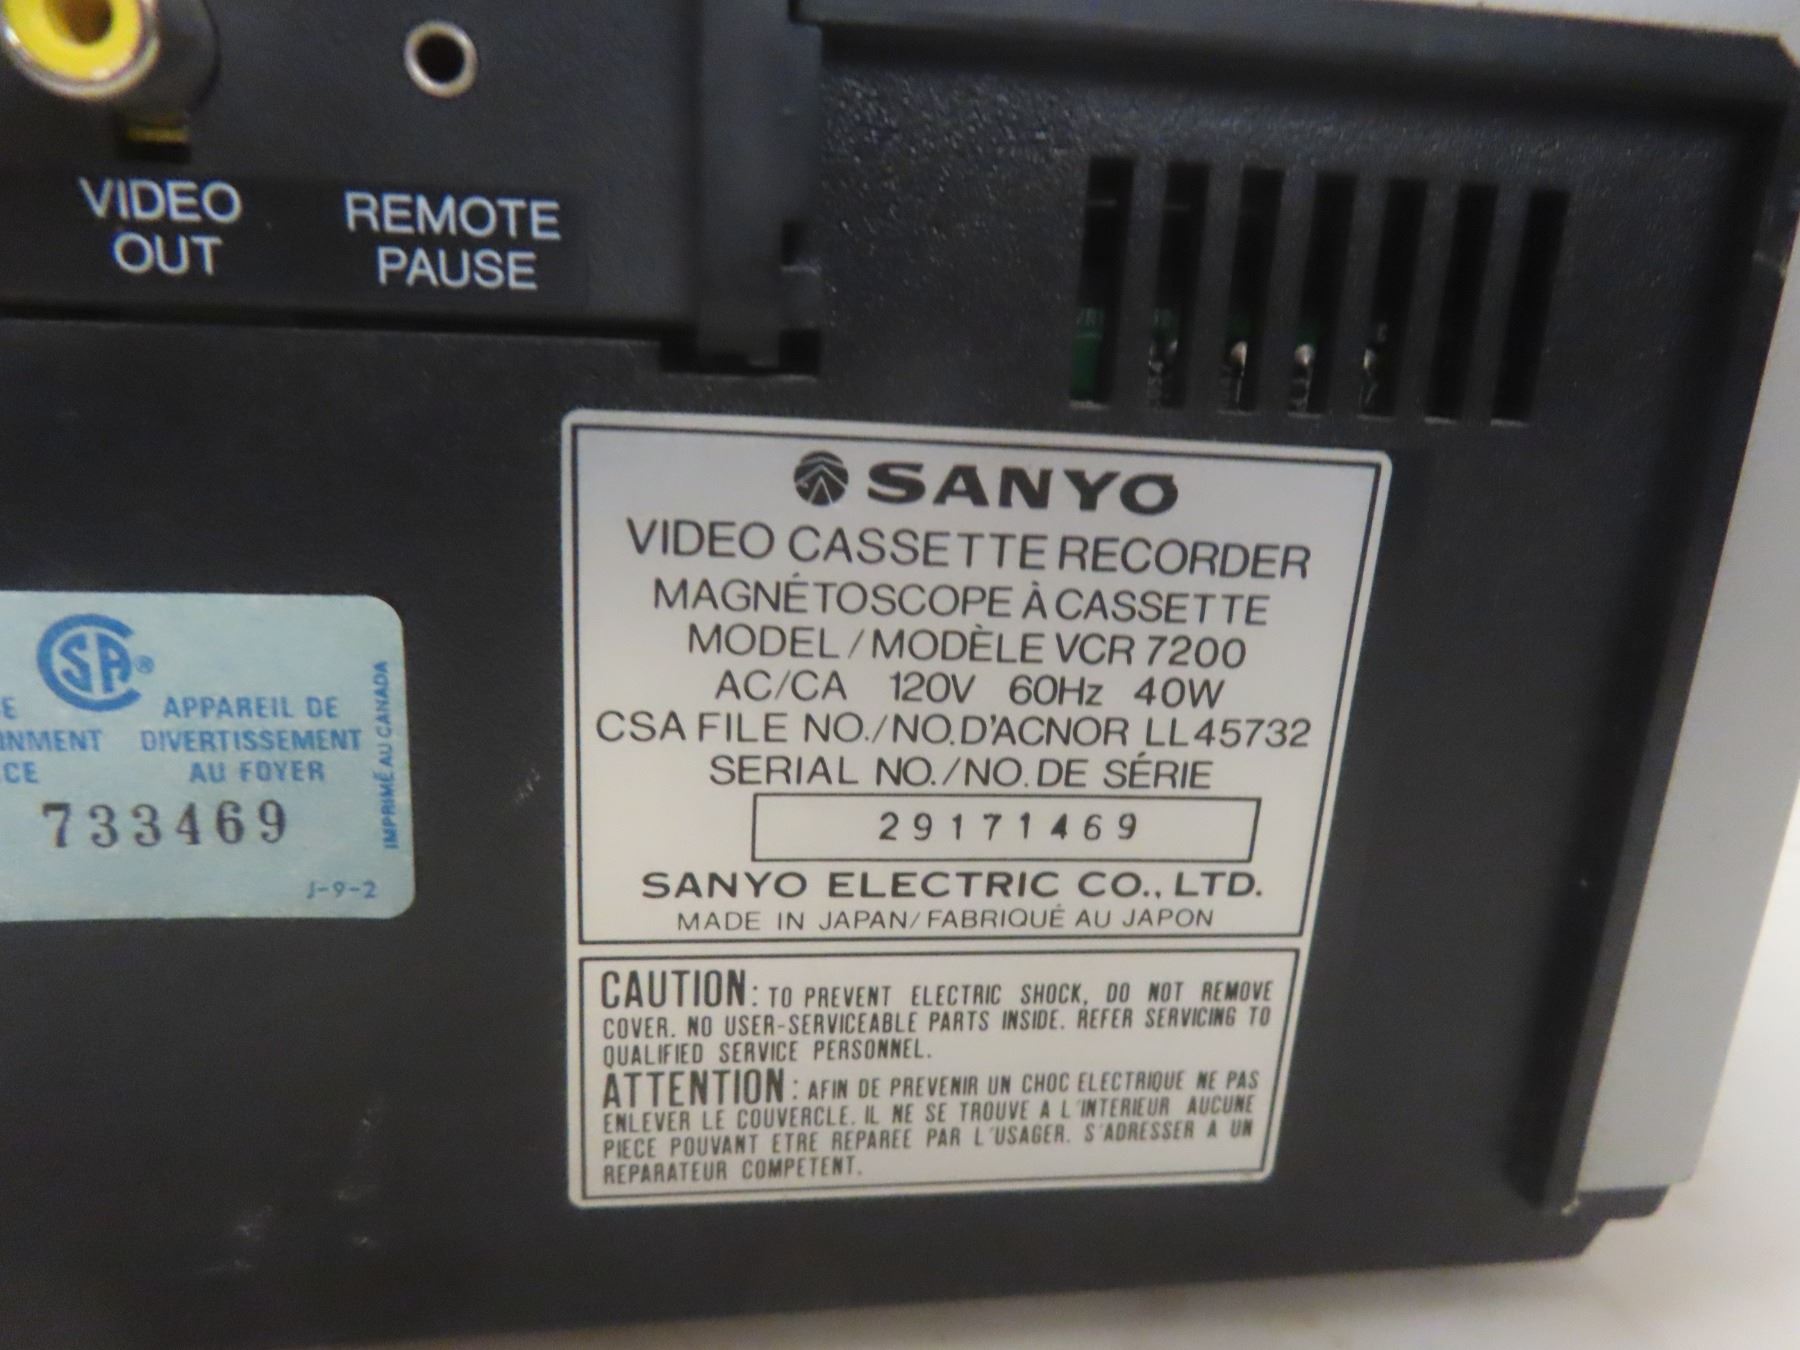 VIDEO
OUT
REMOTE
PAUSE
SANYO
VIDEO CASSETTE RECORDER
MAGNÉTOSCOPE À CASSETTE
MODEL/MODÈLE VCR 7200
AC/CA 120V 60Hz 40W
CSA FILE NO./NO.D'ACNOR LL45732
SERIAL NO./NO. DE SÉRIE
29171469
SANYO ELECTRIC CO., LTD.
MADE IN JAPAN/FABRIQUÉ AU JAPON
CAUTION: TO PREVENT ELECTRIC SHOCK, DO NOT REMOVE
COVER. NO USER-SERVICEABLE PARTS INSIDE. REFER SERVICING TO
QUALIFIED SERVICE PERSONNEL.
ATTENTION: AFIN DE PREVENIR UN CHOC ELECTRIQUE NE PAS
ENLEVER LE COUVERCLE. IL NE SE TROUVE A L'INTERIEUR AUCUNE
PIECE POUVANT ETRE REPAREE PAR L'USAGER. S'ADRESSER A UN
REPARATEUR COMPETENT.
SA®
APPAREIL DE
DIVERTISSEMENT
AU FOYER
733469
J-9-2
IMPRIMÉ AU CANADA